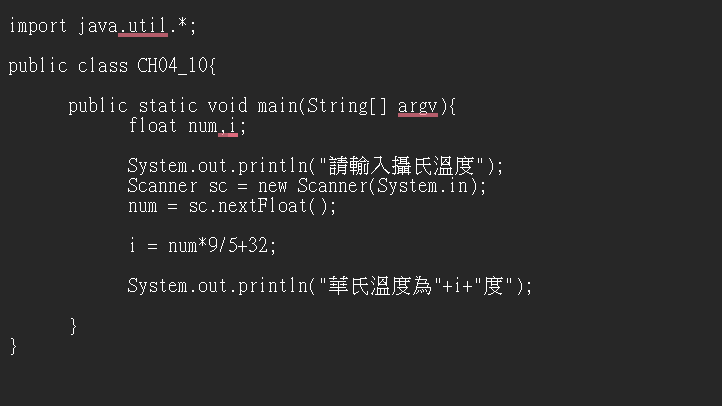 import java.util.*;
public class CH04_10{
public static void main(String[] argv){
float num,i;
System.out.println("請輸入攝氏溫度");
Scanner sc = new Scanner(System.in);
num = sc.nextFloat();
i = num*9/5+32;
System.out.println("華氏溫度為"+i+"度");
}
}